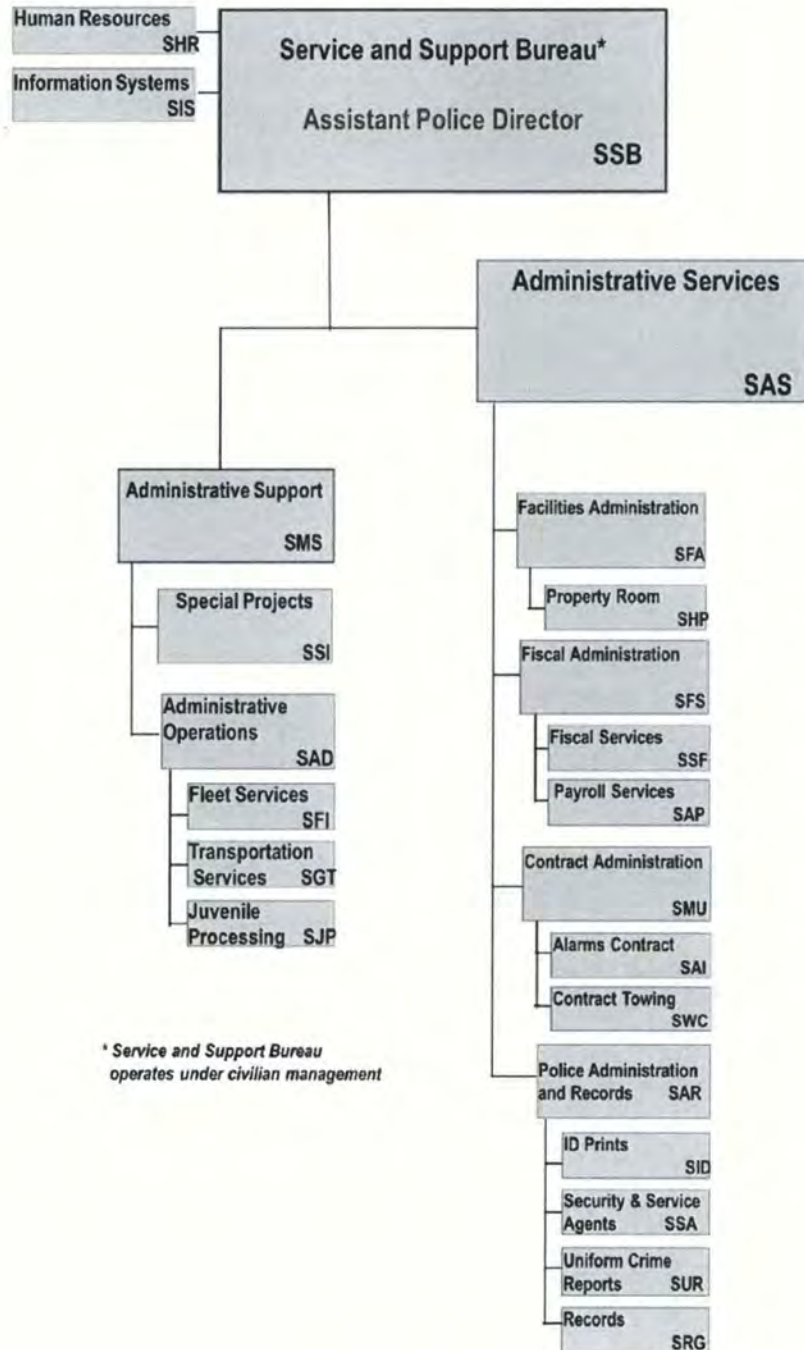 Human Resources
SHR
Information Systems
SIS
Service and Support Bureau*
Assistant Police Director
SSB
Administrative Services
SAS
Administrative Support
SMS
Special Projects
SSI
Administrative
Operations
SAD
Fleet Services
SFI
Transportation
Services SGT
Juvenile
Processing SJP
* Service and Support Bureau
operates under civilian management
Facilities Administration
SFA
Property Room
SHP
Fiscal Administration
SFS
Fiscal Services
SSF
Payroll Services
SAP
Contract Administration
SMU
Alarms Contract
SAI
Contract Towing
SWC
Police Administration
and Records SAR
ID Prints
SID
Security & Service
Agents SSA
Uniform Crime
Reports SUR
Records
SRG